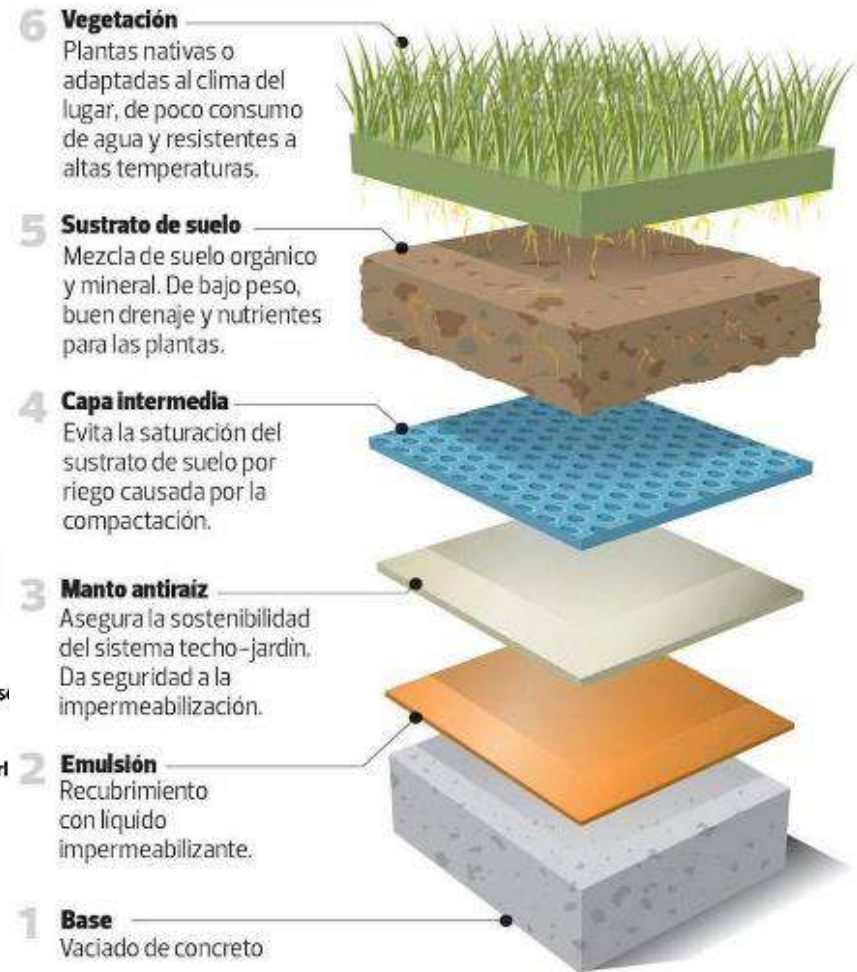 6 Vegetación
Plantas nativas o
adaptadas al clima del
lugar, de poco consumo
de agua y resistentes a
altas temperaturas.
5 Sustrato de suelo
Mezcla de suelo orgánico
y mineral. De bajo peso,
buen drenaje y nutrientes
para las plantas.
4 Capa intermedia
Evita la saturación del
sustrato de suelo por
riego causada por la
compactación.
3 Manto antiraíz
Asegura la sostenibilidad
del sistema techo-jardín.
Da seguridad a la
impermeabilización.
2 Emulsión
Recubrimiento
con líquido
impermeabilizante.
1 Base
Vaciado de concreto